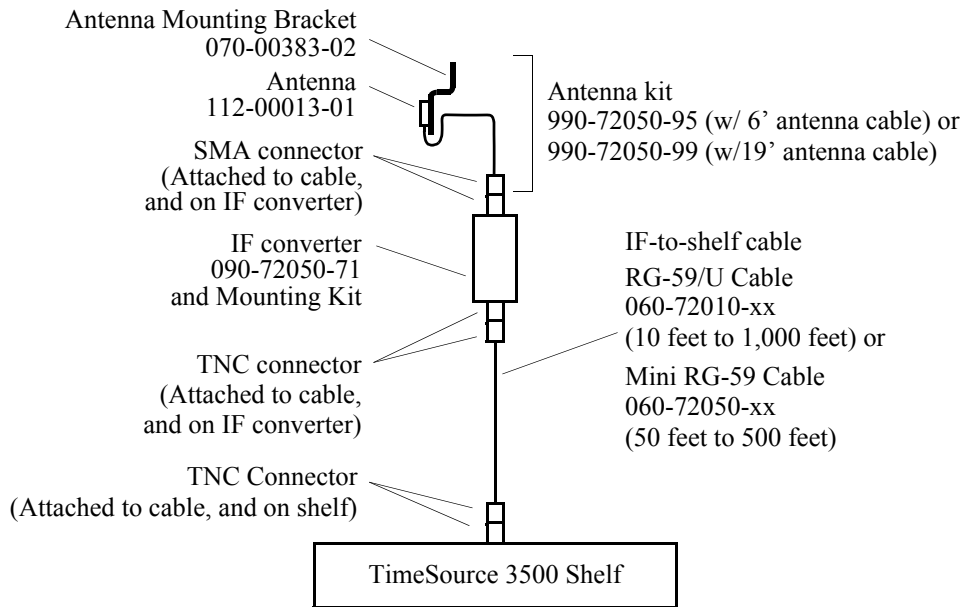 Antenna Mounting Bracket
070-00383-02
Antenna
112-00013-01
Antenna kit
990-72050-95 (w/ 6’ antenna cable) or
990-72050-99 (w/19’ antenna cable)
SMA connector
(Attached to cable,
and on IF converter)
IF converter
090-72050-71
and Mounting Kit
IF-to-shelf cable
RG-59/U Cable
060-72010-xx
(10 feet to 1,000 feet) or
Mini RG-59 Cable
060-72050-xx
(50 feet to 500 feet)
TNC connector
(Attached to cable,
and on IF converter)
TNC Connector
(Attached to cable, and on shelf)
TimeSource 3500 Shelf